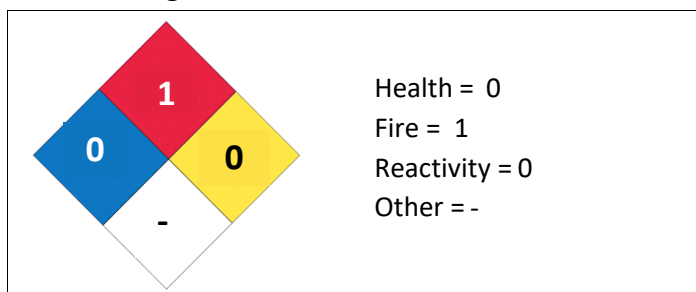 1
0
0
-
Health = 0
Fire = 1
Reactivity = 0
Other = -